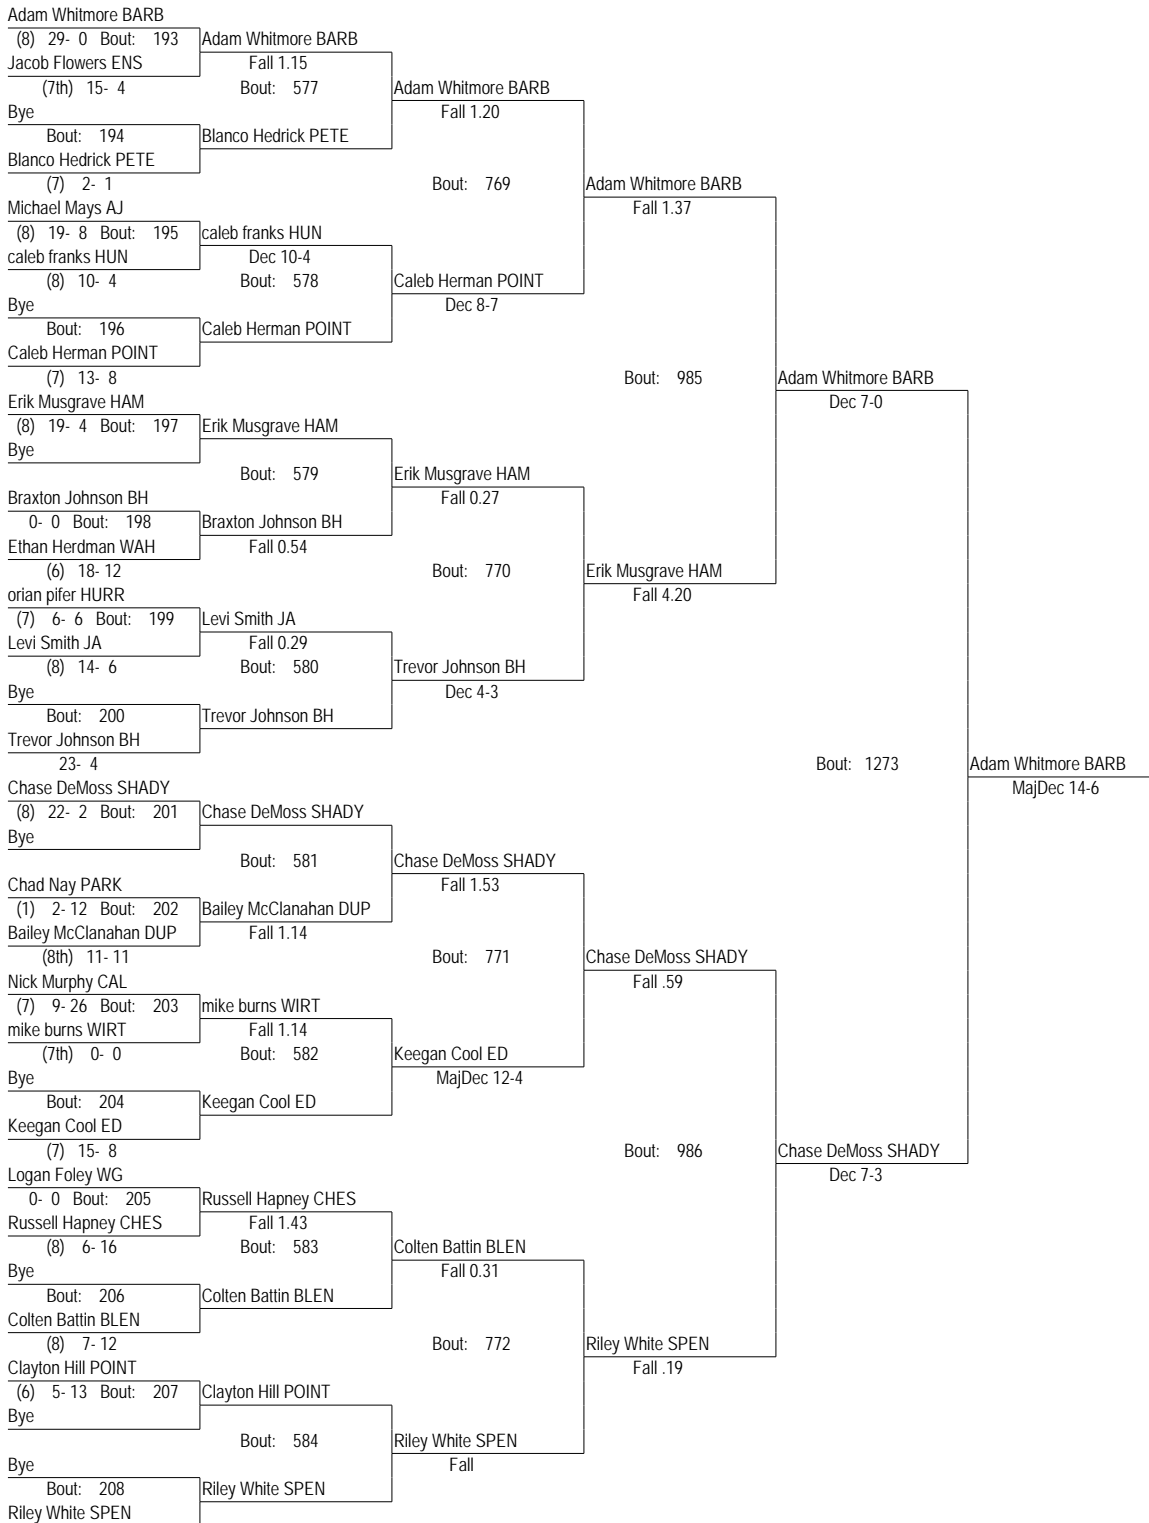 Adam Whitmore BARB
(8) 29- 0 Bout: 193 Adam Whitmore BARB
Jacob Flowers ENS Fall 1.15
(7th) 15- 4 Bout: 577 Adam Whitmore BARB
Bye Fall 1.20
Bout: 194 Blanco Hedrick PETE
Blanco Hedrick PETE
(7) 2- 1 Bout: 769 Adam Whitmore BARB
Michael Mays AJ Fall 1.37
(8) 19- 8 Bout: 195 caleb franks HUN
caleb franks HUN Dec 10-4
(8) 10- 4 Bout: 578 Caleb Herman POINT
Bye Dec 8-7
Bout: 196 Caleb Herman POINT
Caleb Herman POINT
(7) 13- 8 Bout: 985 Adam Whitmore BARB
Erik Musgrave HAM Dec 7-0
(8) 19- 4 Bout: 197 Erik Musgrave HAM
Bye
Bout: 579 Erik Musgrave HAM
Braxton Johnson BH Fall 0.27
0- 0 Bout: 198 Braxton Johnson BH
Ethan Herdman WAH Fall 0.54
(6) 18- 12 Bout: 770 Erik Musgrave HAM
orian pifer HURR Fall 4.20
(7) 6- 6 Bout: 199 Levi Smith JA
Levi Smith JA Fall 0.29
(8) 14- 6 Bout: 580 Trevor Johnson BH
Bye Dec 4-3
Bout: 200 Trevor Johnson BH
Trevor Johnson BH
23- 4 Bout: 1273 Adam Whitmore BARB
Chase DeMoss SHADY MajDec 14-6
(8) 22- 2 Bout: 201 Chase DeMoss SHADY
Bye
Bout: 581 Chase DeMoss SHADY
Chad Nay PARK Fall 1.53
(1) 2- 12 Bout: 202 Bailey McClanahan DUP
Bailey McClanahan DUP Fall 1.14
(8th) 11- 11 Bout: 771 Chase DeMoss SHADY
Nick Murphy CAL Fall .59
(7) 9- 26 Bout: 203 mike burns WIRT
mike burns WIRT Fall 1.14
(7th) 0- 0 Bout: 582 Keegan Cool ED
Bye MajDec 12-4
Bout: 204 Keegan Cool ED
Keegan Cool ED
(7) 15- 8 Bout: 986 Chase DeMoss SHADY
Logan Foley WG Dec 7-3
0- 0 Bout: 205 Russell Hapney CHES
Russell Hapney CHES Fall 1.43
(8) 6- 16 Bout: 583 Colten Battin BLEN
Bye Fall 0.31
Bout: 206 Colten Battin BLEN
Colten Battin BLEN
(8) 7- 12 Bout: 772 Riley White SPEN
Clayton Hill POINT Fall .19
(6) 5- 13 Bout: 207 Clayton Hill POINT
Bye
Bout: 584 Riley White SPEN
Bye Fall
Bout: 208 Riley White SPEN
Riley White SPEN